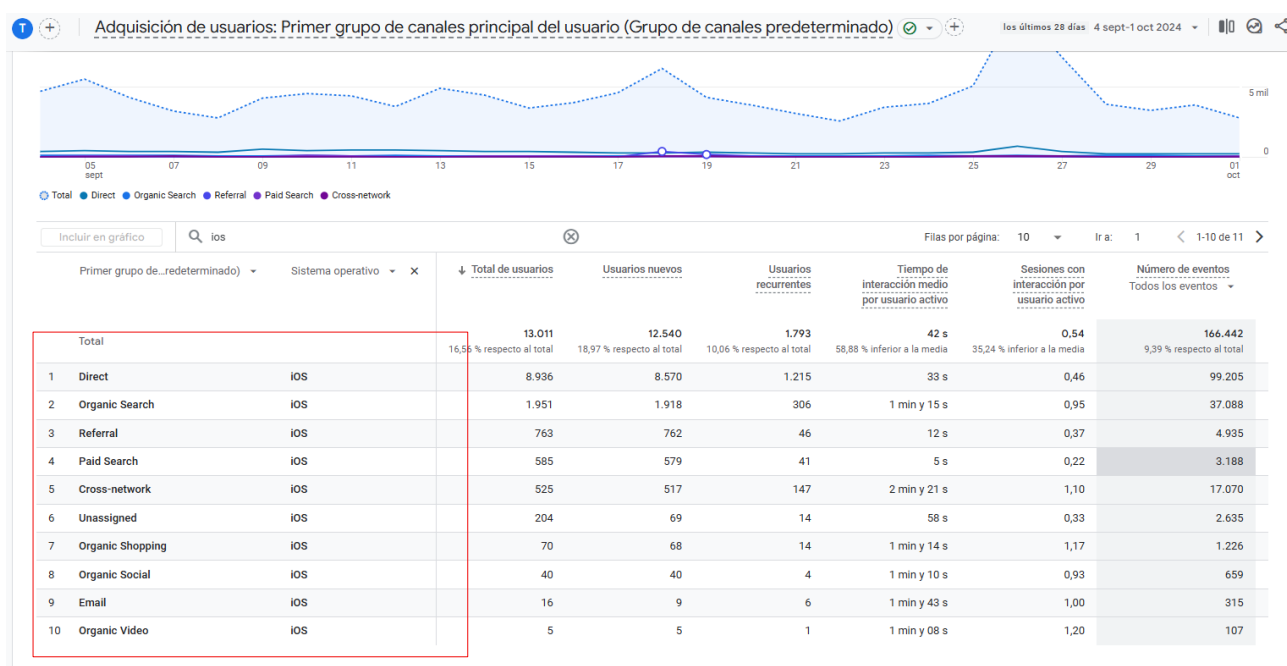 T
Adquisición de usuarios: Primer grupo de canales principal del usuario (Grupo de canales predeterminado)
los últimos 28 días 4 sept-1 oct 2024
5 mil
0
05 sept 07 09 11 13 15 17 19 21 23 25 27 29 01 oct
Total Direct Organic Search Referral Paid Search Cross-network
Incluir en gráfico ios Filas por página: 10 Ir a: 1 1-10 de 11
Primer grupo de...redeterminado) Sistema operativo ↓ Total de usuarios Usuarios nuevos Usuarios recurrentes Tiempo de interacción medio por usuario activo Sesiones con interacción por usuario activo Número de eventos Todos los eventos
Total 13.011 12.540 1.793 42 s 0,54 166.442
16,56 % respecto al total 18,97 % respecto al total 10,06 % respecto al total 58,88 % inferior a la media 35,24 % inferior a la media 9,39 % respecto al total
1 Direct iOS 8.936 8.570 1.215 33 s 0,46 99.205
2 Organic Search iOS 1.951 1.918 306 1 min y 15 s 0,95 37.088
3 Referral iOS 763 762 46 12 s 0,37 4.935
4 Paid Search iOS 585 579 41 5 s 0,22 3.188
5 Cross-network iOS 525 517 147 2 min y 21 s 1,10 17.070
6 Unassigned iOS 204 69 14 58 s 0,33 2.635
7 Organic Shopping iOS 70 68 14 1 min y 14 s 1,17 1.226
8 Organic Social iOS 40 40 4 1 min y 10 s 0,93 659
9 Email iOS 16 9 6 1 min y 43 s 1,00 315
10 Organic Video iOS 5 5 1 1 min y 08 s 1,20 107